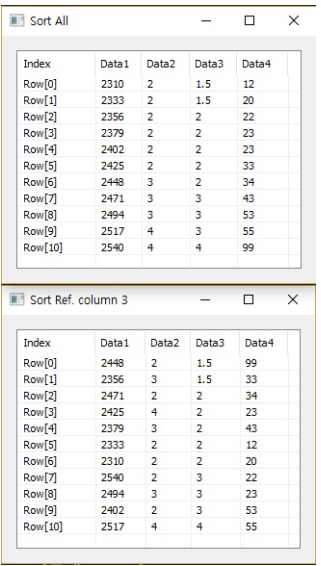 Sort All
Index Data1 Data2 Data3 Data4
Row[0] 2310 2 1.5 12
Row[1] 2333 2 1.5 20
Row[2] 2356 2 2 22
Row[3] 2379 2 2 23
Row[4] 2402 2 2 23
Row[5] 2425 2 2 33
Row[6] 2448 3 2 34
Row[7] 2471 3 3 43
Row[8] 2494 3 3 53
Row[9] 2517 4 3 55
Row[10] 2540 4 4 99
Sort Ref. column 3
Index Data1 Data2 Data3 Data4
Row[0] 2448 2 1.5 99
Row[1] 2356 3 1.5 33
Row[2] 2471 2 2 34
Row[3] 2425 4 2 23
Row[4] 2379 3 2 43
Row[5] 2333 2 2 12
Row[6] 2310 2 2 20
Row[7] 2540 2 3 22
Row[8] 2494 3 3 23
Row[9] 2402 2 3 53
Row[10] 2517 4 4 55